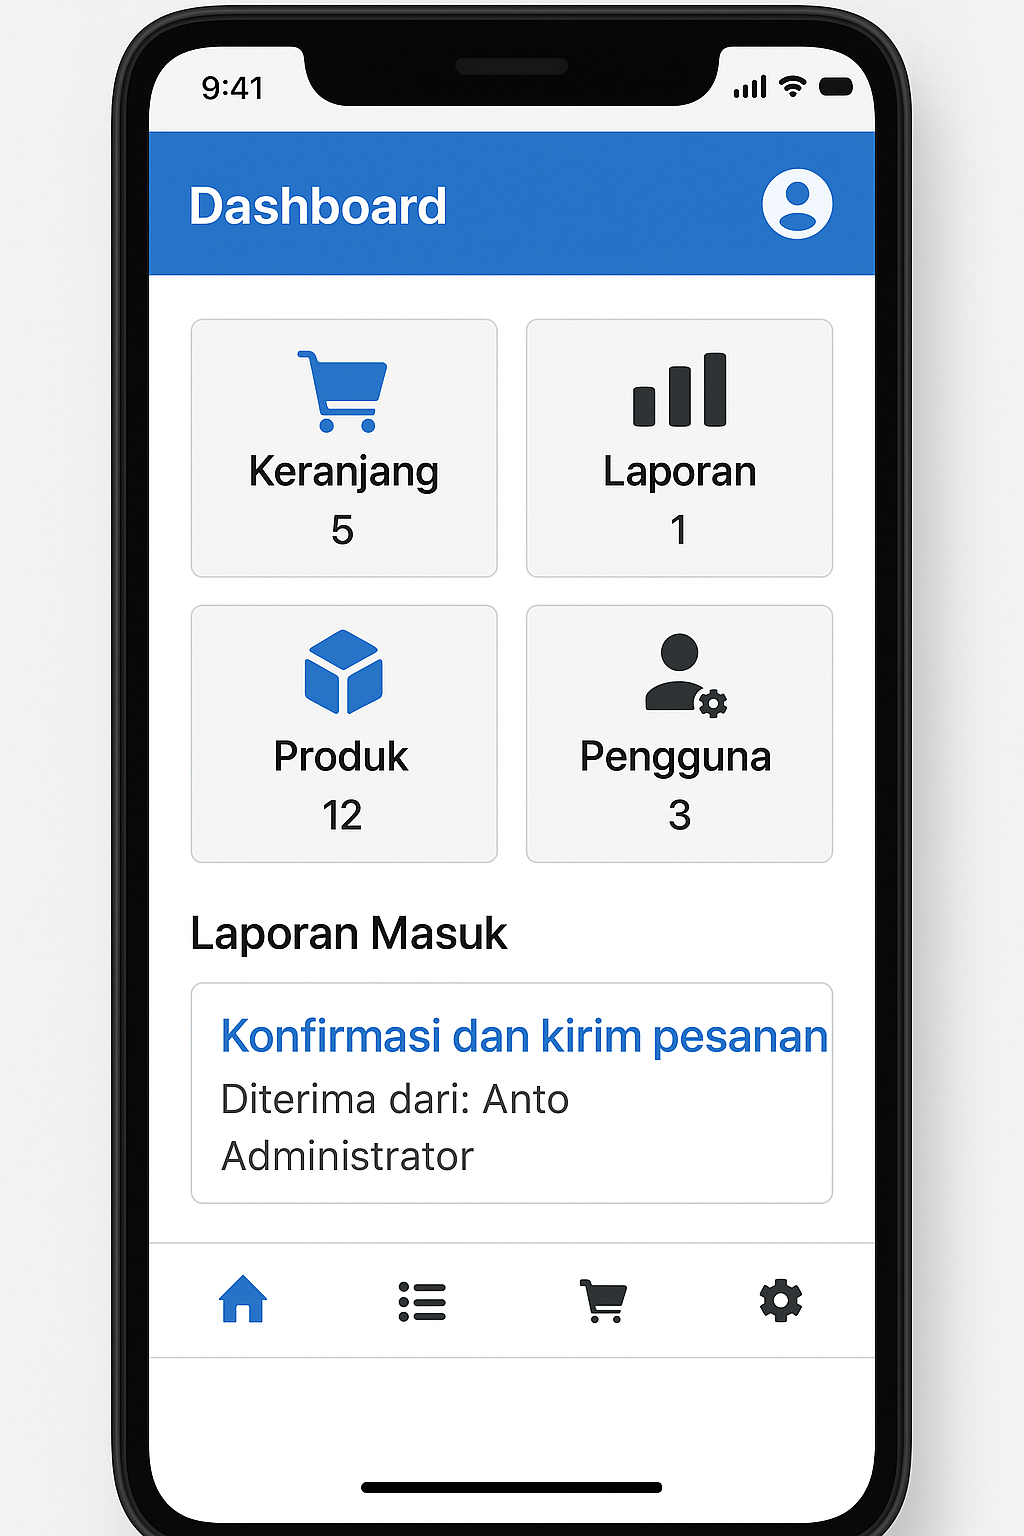 9:41
Dashboard
Keranjang
5
Laporan
1
Produk
12
Pengguna
3
Laporan Masuk
Konfirmasi dan kirim pesanan
Diterima dari: Anto
Administrator